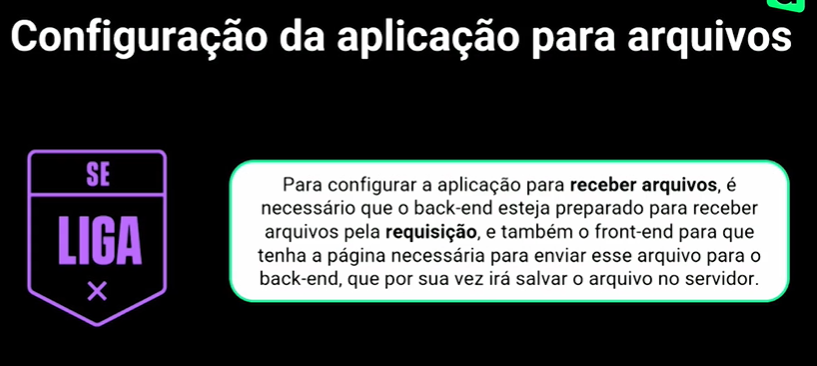 Configuração da aplicação para arquivos
SE
LIGA
Para configurar a aplicação para receber arquivos, é
necessário que o back-end esteja preparado para receber
arquivos pela requisição, e também o front-end para que
tenha a página necessária para enviar esse arquivo para o
back-end, que por sua vez irá salvar o arquivo no servidor.